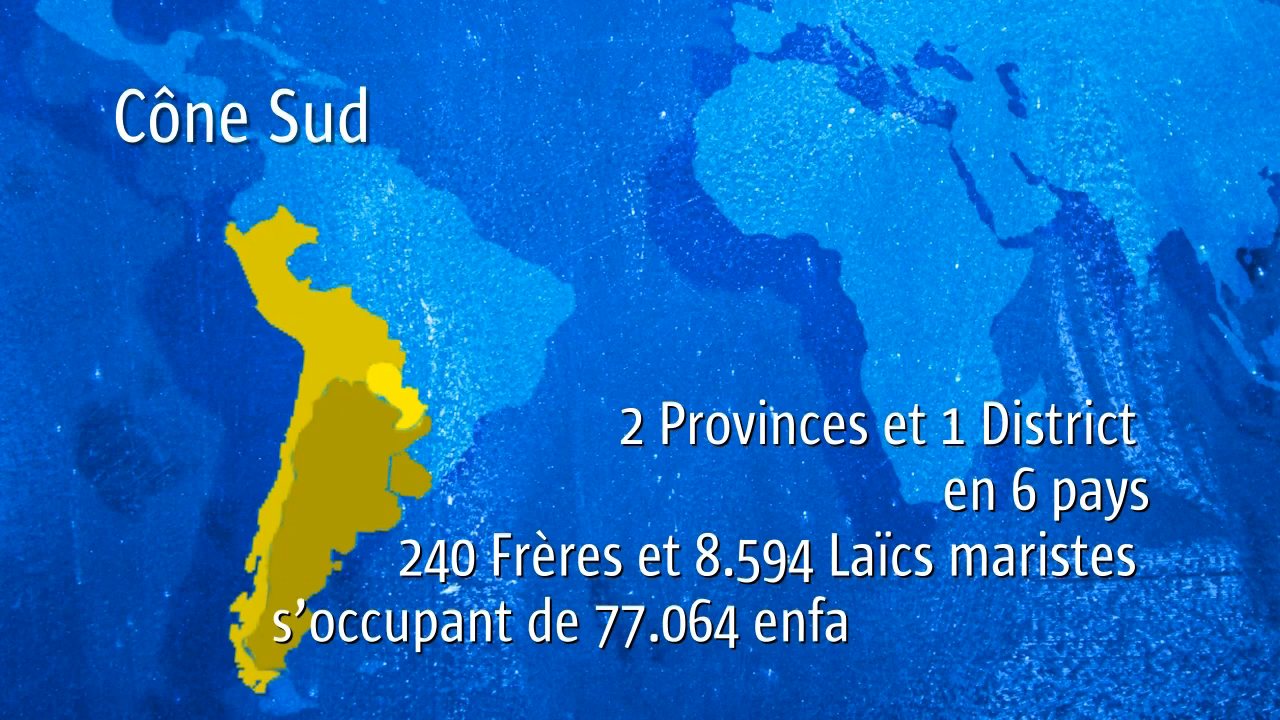 Cône Sud
2 Provinces et 1 District
en 6 pays
240 Frères et 8.594 Laïcs maristes
s’occupant de 77.064 enfa